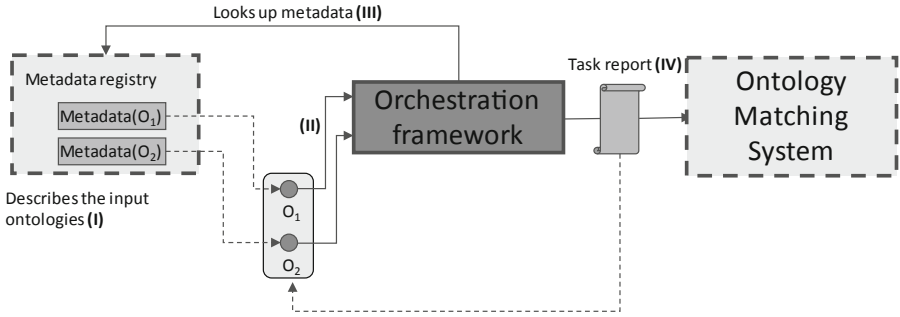 Looks up metadata (III)
Metadata registry
Metadata(O₁)
Metadata(O₂)
Describes the input
ontologies (I)
(II)
O₁
O₂
Orchestration
framework
Task report (IV)
Ontology
Matching
System